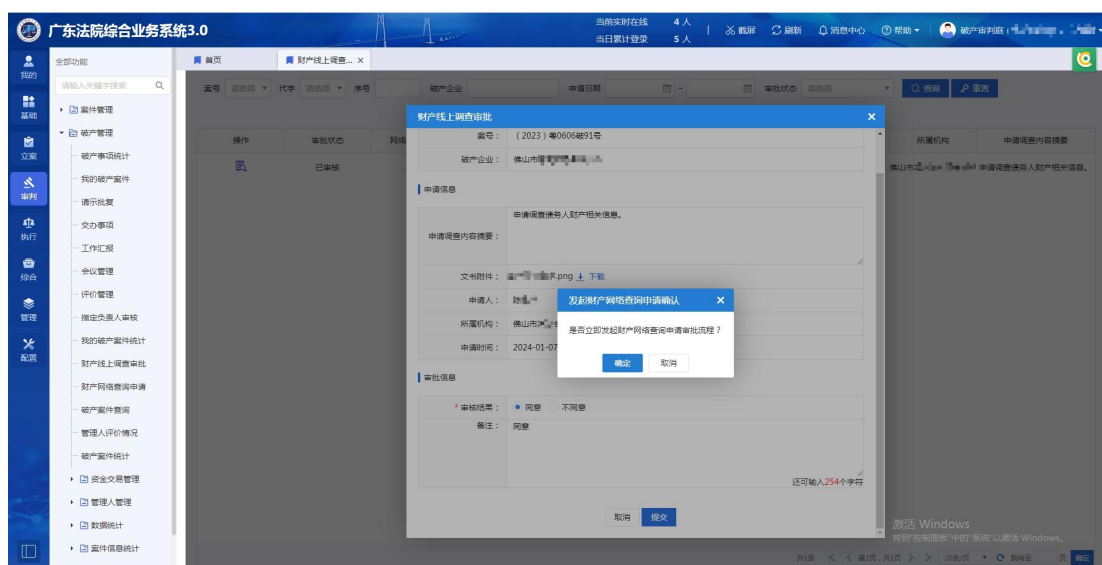 广东法院综合业务系统3.0
当前实时在线 4 人
当日累计登录 5 人
截屏 刷新 消息中心 帮助 破产审判庭（
我的
基础
立案
审判
执行
综合
管理
配置
全部功能
请输入关键字搜索
案件管理
破产管理
破产事项统计
我的破产案件
请示批复
交办事项
工作汇报
会议管理
评价管理
指定负责人审核
我的破产案件统计
财产线上调查审批
财产网络查询申请
破产案件查询
管理人评价情况
破产案件统计
资金交易管理
管理人管理
数据统计
案件信息统计
首页 财产线上调查... ×
案号 请选择 代字 请选择 序号 破产企业 申请日期 - 审批状态 请选择 查询 重置
操作 审批状态 网络 所属机构 申请调查内容摘要
已审核 佛山市 申请调查债务人财产相关信息。
财产线上调查审批 ×
案号： （2023）粤0606破91号
破产企业： 佛山市
申请信息
申请调查内容摘要： 申请调查债务人财产相关信息。
文书附件： R.png 下载
申请人： 陈
所属机构： 佛山市
申请时间： 2024-01-07
发起财产网络查询申请确认 ×
是否立即发起财产网络查询申请审批流程？
确定 取消
审批信息
* 审核结果： 同意 不同意
备注： 同意
还可输入254个字符
取消 提交
激活 Windows
转到"控制面板"中的"系统"以激活 Windows。
共1条 第1页，共1页 20条/页 跳转至 页 确定